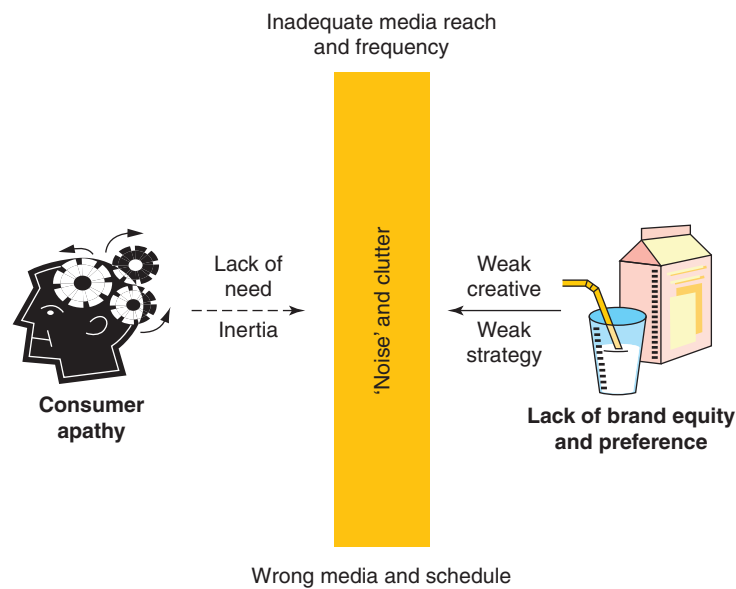 Inadequate media reach
and frequency
Lack of
need
Inertia
Consumer
apathy
‘Noise’ and clutter
Weak
creative
Weak
strategy
Lack of brand equity
and preference
Wrong media and schedule